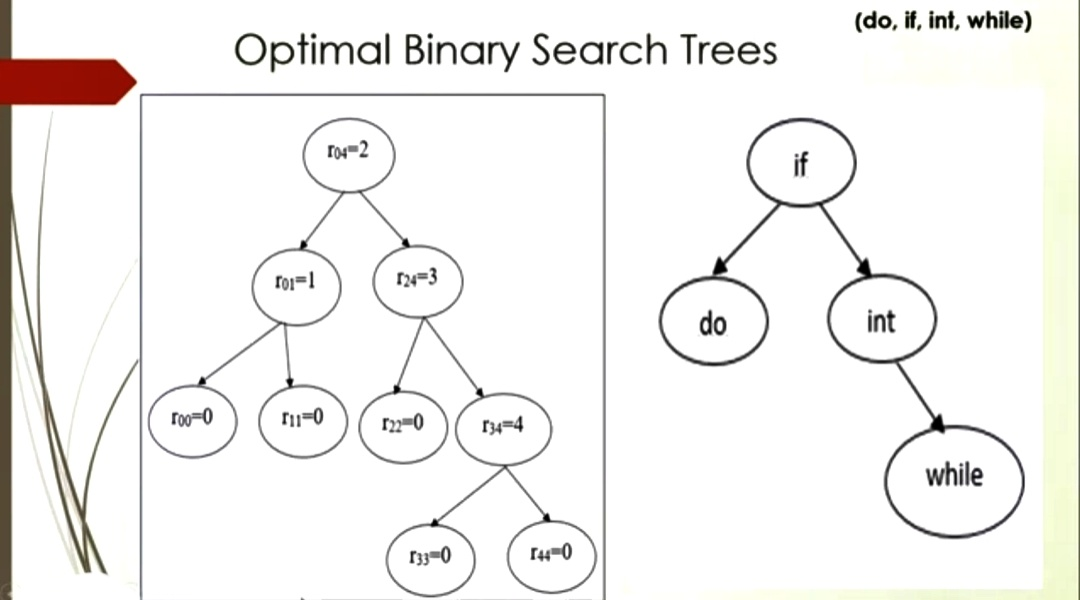 (do, if, int, while)
Optimal Binary Search Trees
r04=2
r01=1
r24=3
r00=0
r11=0
r22=0
r34=4
r33=0
r44=0
if
do
int
while